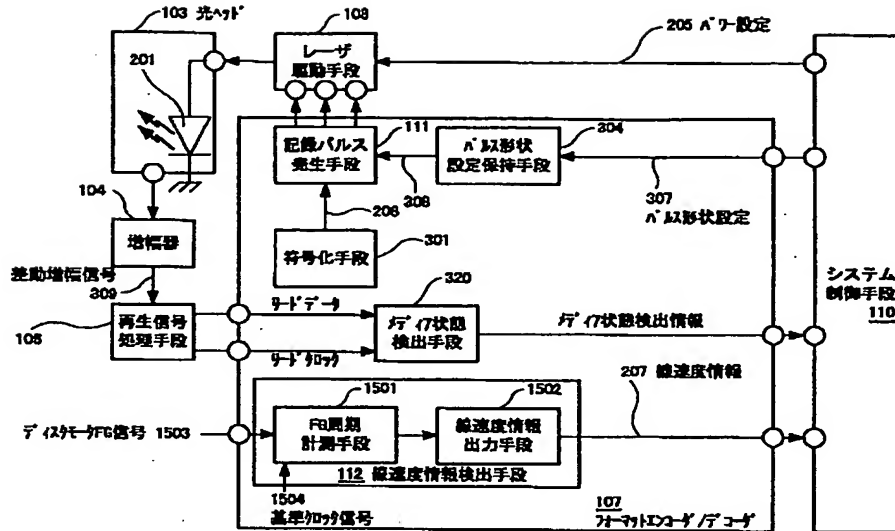 103 光ヘッド
108
レーザ
駆動手段
205 パワー設定
201
記録パルス
発生手段
111
パルス形状
設定保持手段
304
308
307
パルス形状設定
104
増幅器
206
符号化手段
301
差動増幅信号
309
システム
制御手段
110
再生信号
処理手段
リードデータ
リードクロック
320
メディア状態
検出手段
メディア状態検出情報
1501
1502
207 線速度情報
ディスクモータFG信号 1503
FG周期
計測手段
線速度情報
出力手段
112 線速度情報検出手段
1504
基準クロック信号
107
フォーマットエンコーダ/デコーダ